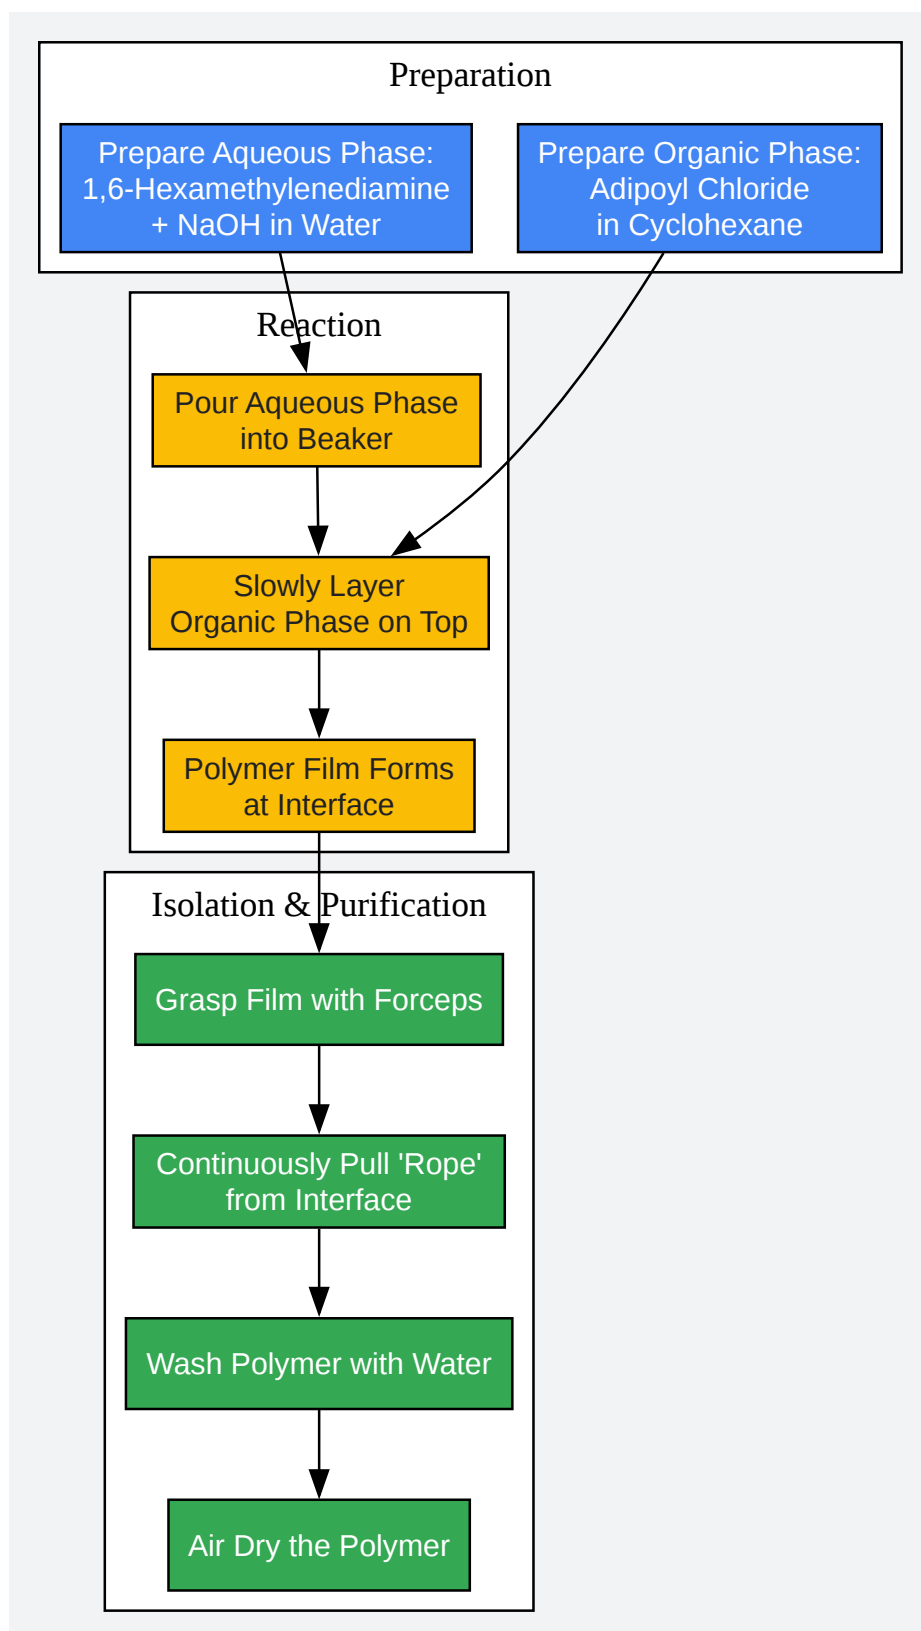 Preparation
Prepare Aqueous Phase:
1,6-Hexamethylenediamine
+ NaOH in Water
Prepare Organic Phase:
Adipoyl Chloride
in Cyclohexane
Reaction
Pour Aqueous Phase
into Beaker
Slowly Layer
Organic Phase on Top
Polymer Film Forms
at Interface
Isolation & Purification
Grasp Film with Forceps
Continuously Pull 'Rope'
from Interface
Wash Polymer with Water
Air Dry the Polymer